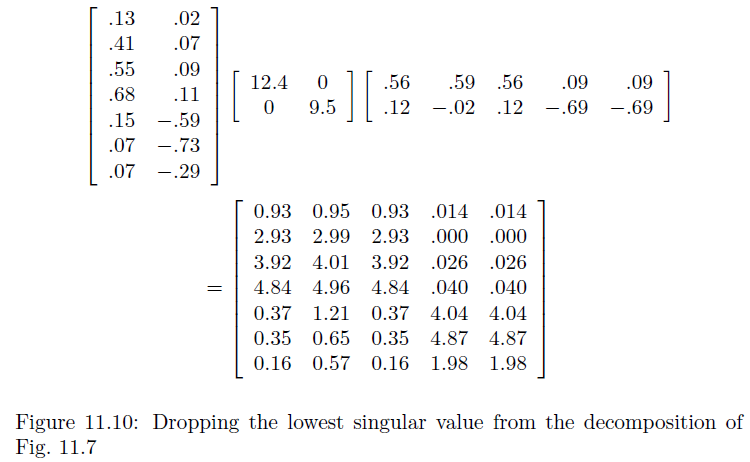 .13 .02
.41 .07
.55 .09
.68 .11
.15 −.59
.07 −.73
.07 −.29
12.4 0
0 9.5
.56 .59 .56 .09 .09
.12 −.02 .12 −.69 −.69
=
0.93 0.95 0.93 .014 .014
2.93 2.99 2.93 .000 .000
3.92 4.01 3.92 .026 .026
4.84 4.96 4.84 .040 .040
0.37 1.21 0.37 4.04 4.04
0.35 0.65 0.35 4.87 4.87
0.16 0.57 0.16 1.98 1.98
Figure 11.10: Dropping the lowest singular value from the decomposition of
Fig. 11.7